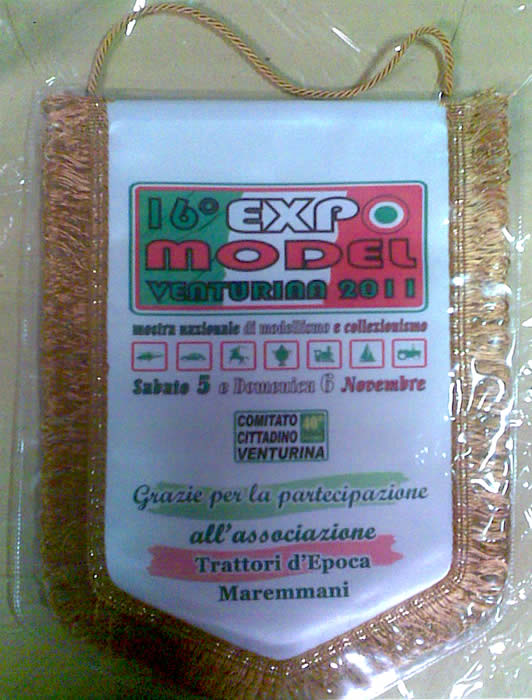 16° EXPO
MODEL
VENTURINA 2011
mostra nazionale di modellismo e collezionismo
Sabato 5 e Domenica 6 Novembre
COMITATO
CITTADINO
VENTURINA
40°
Grazie per la partecipazione
all'associazione
Trattori d'Epoca
Maremmani